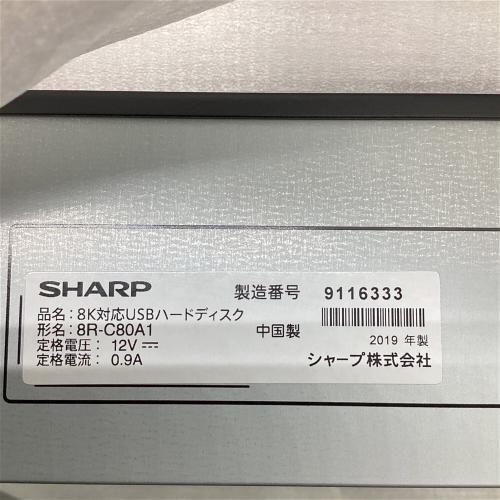 SHARP 製造番号 9116333
品名：8K対応USBハードディスク
形名：8R-C80A1 中国製 2019 年製
定格電圧： 12V⎓
定格電流： 0.9A シャープ株式会社